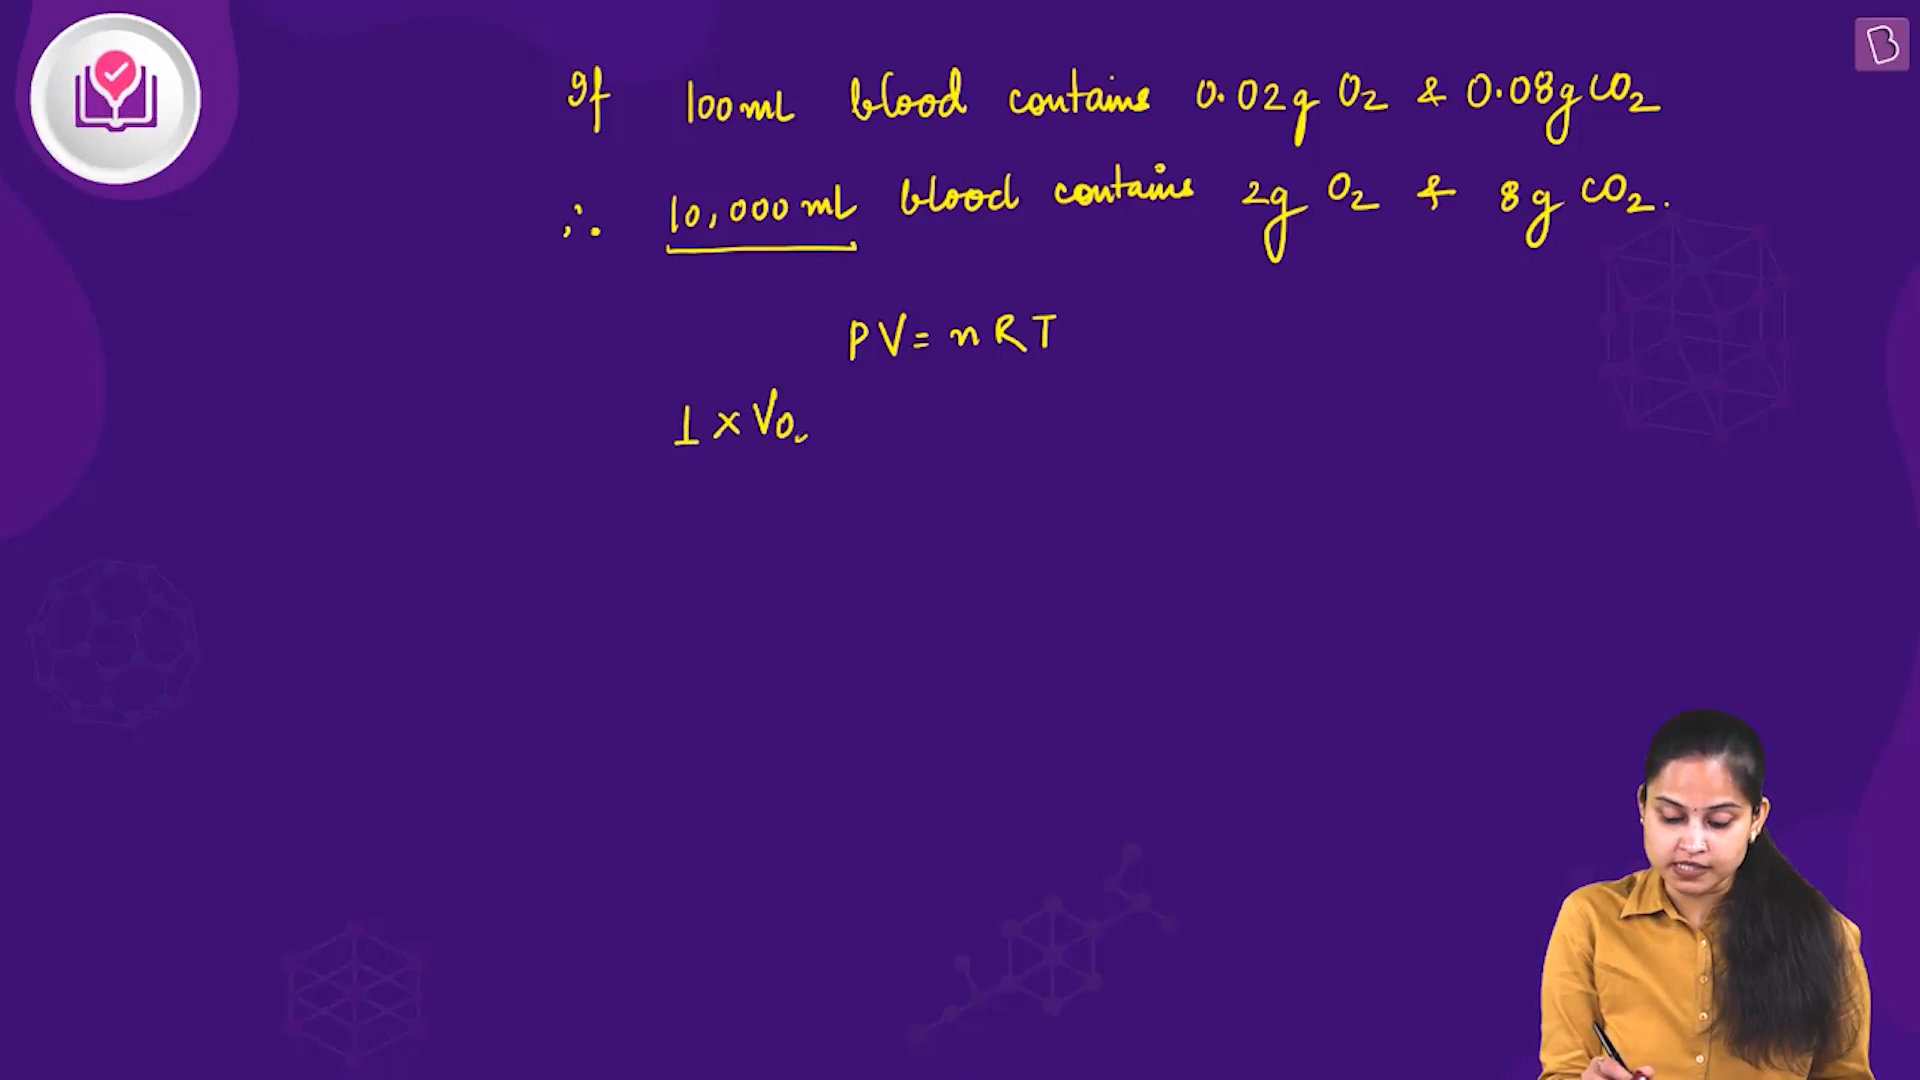 If 100 mL blood contains 0.02g O₂ & 0.08g CO₂
∴ 10,000 mL blood contains 2g O₂ & 8g CO₂.
PV = nRT
1 × VO₂
B